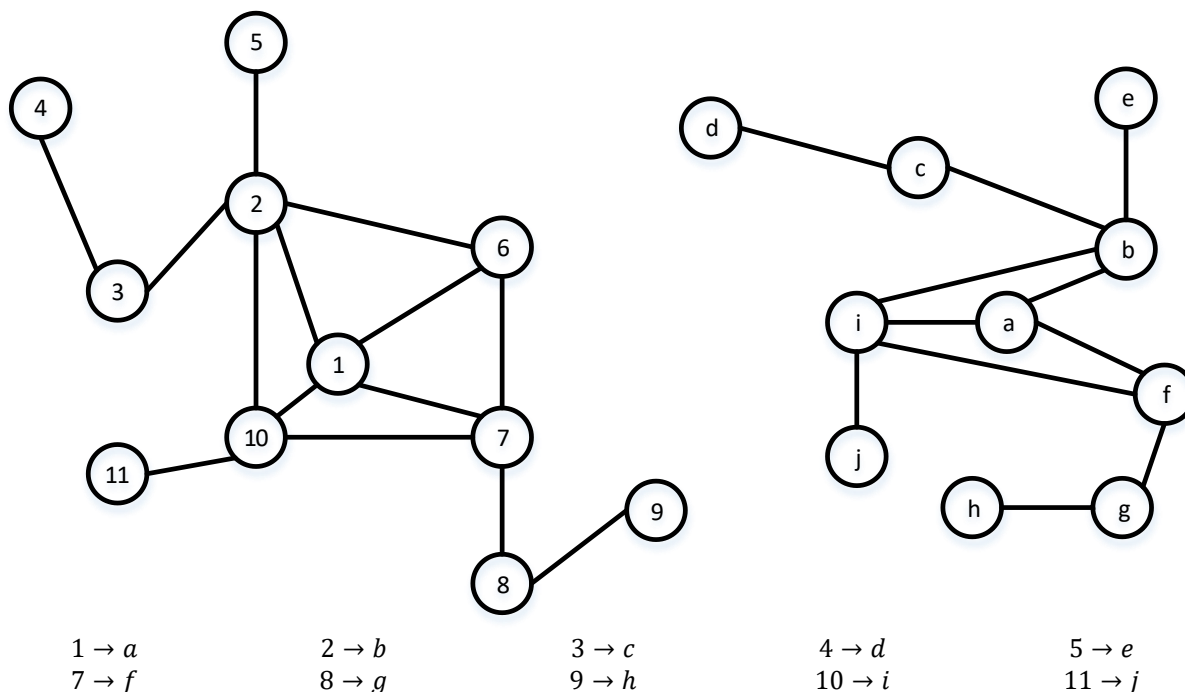 5
4
e
d
c
2
6
b
3
i
a
1
f
10
7
11
j
9
h
g
8
1 → a 2 → b 3 → c 4 → d 5 → e
7 → f 8 → g 9 → h 10 → i 11 → j